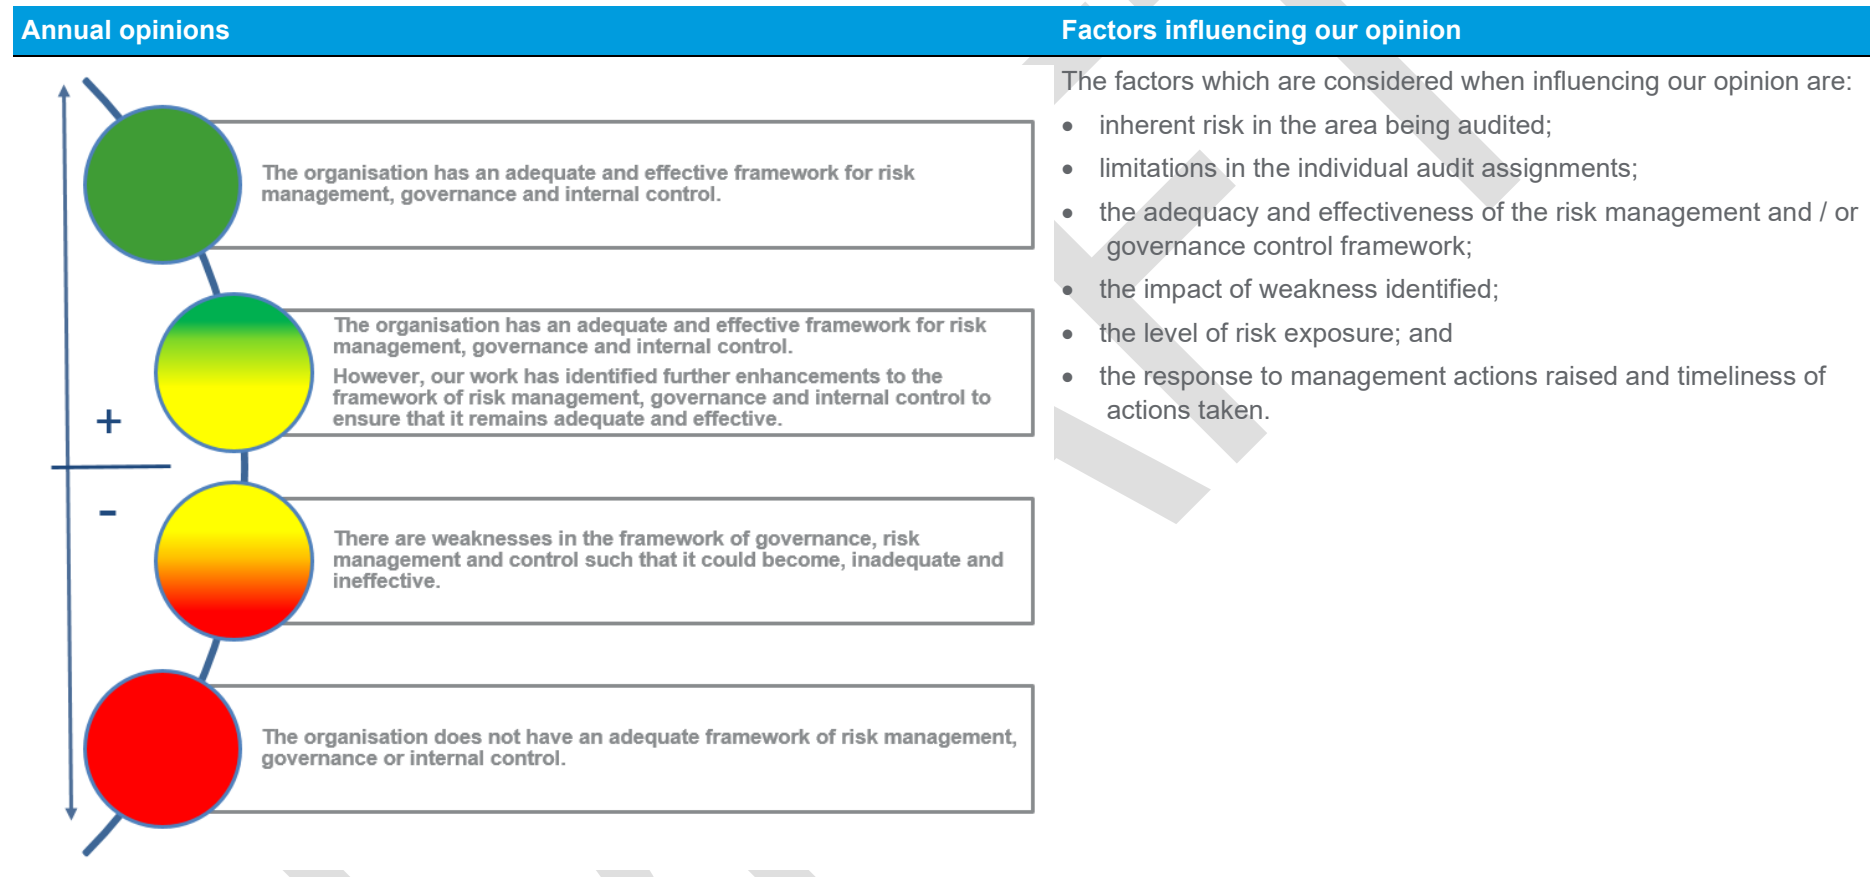 Annual opinions
Factors influencing our opinion
The organisation has an adequate and effective framework for risk
management, governance and internal control.
The organisation has an adequate and effective framework for risk
management, governance and internal control.
However, our work has identified further enhancements to the
framework of risk management, governance and internal control to
ensure that it remains adequate and effective.
+
-
There are weaknesses in the framework of governance, risk
management and control such that it could become, inadequate and
ineffective.
The organisation does not have an adequate framework of risk management,
governance or internal control.
The factors which are considered when influencing our opinion are:
• inherent risk in the area being audited;
• limitations in the individual audit assignments;
• the adequacy and effectiveness of the risk management and / or
governance control framework;
• the impact of weakness identified;
• the level of risk exposure; and
• the response to management actions raised and timeliness of
actions taken.